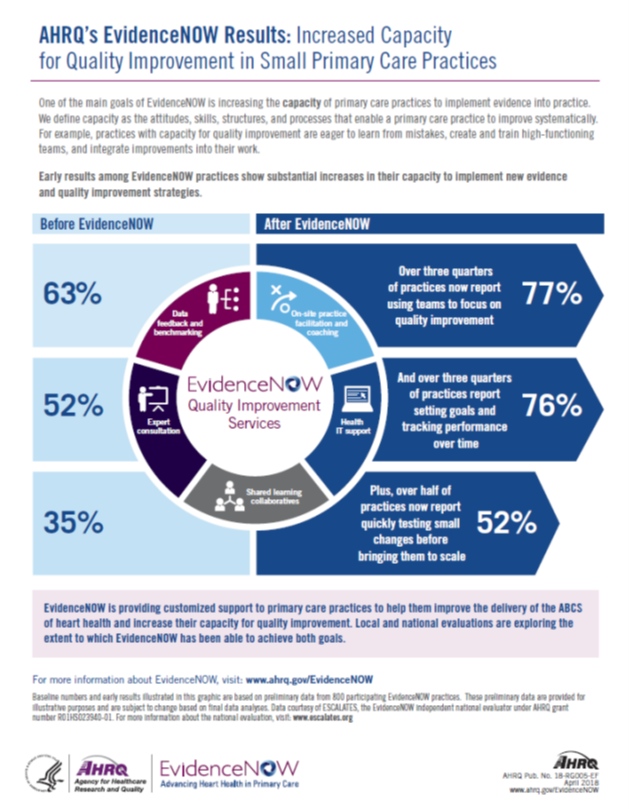 AHRQ's EvidenceNOW Results: Increased Capacity
for Quality Improvement in Small Primary Care Practices
One of the main goals of EvidenceNOW is increasing the capacity of primary care practices to implement evidence into practice.
We define capacity as the attitudes, skills, structures, and processes that enable a primary care practice to improve systematically.
For example, practices with capacity for quality improvement are eager to learn from mistakes, create and train high-functioning
teams, and integrate improvements into their work.
Early results among EvidenceNOW practices show substantial increases in their capacity to implement new evidence
and quality improvement strategies.
Before EvidenceNOW
After EvidenceNOW
63%
Data
feedback and
benchmarking
On-site practice
facilitation and
coaching
Over three quarters
of practices now report
using teams to focus on
quality improvement
77%
52%
Expert
consultation
EvidenceNOW
Quality Improvement
Services
Health
IT support
And over three quarters
of practices report
setting goals and
tracking performance
over time
76%
35%
Shared learning
collaboratives
Plus, over half of
practices now report
quickly testing small
changes before
bringing them to scale
52%
EvidenceNOW is providing customized support to primary care practices to help them improve the delivery of the ABCS
of heart health and increase their capacity for quality improvement. Local and national evaluations are exploring the
extent to which EvidenceNOW has been able to achieve both goals.
For more information about EvidenceNOW, visit: www.ahrq.gov/EvidenceNOW
Baseline numbers and early results illustrated in this graphic are based on preliminary data from 800 participating EvidenceNOW practices. These preliminary data are provided for
illustrative purposes and are subject to change based on final data analyses. Data courtesy of ESCALATES, the EvidenceNOW independent national evaluator under AHRQ grant
number R01HS023940-01. For more information about the national evaluation, visit: www.escalates.org
AHRQ
Agency for Healthcare
Research and Quality
EvidenceNOW
Advancing Heart Health in Primary Care
AHRQ
AHRQ Pub. No. 18-RG005-EF
April 2018
www.ahrq.gov/EvidenceNOW